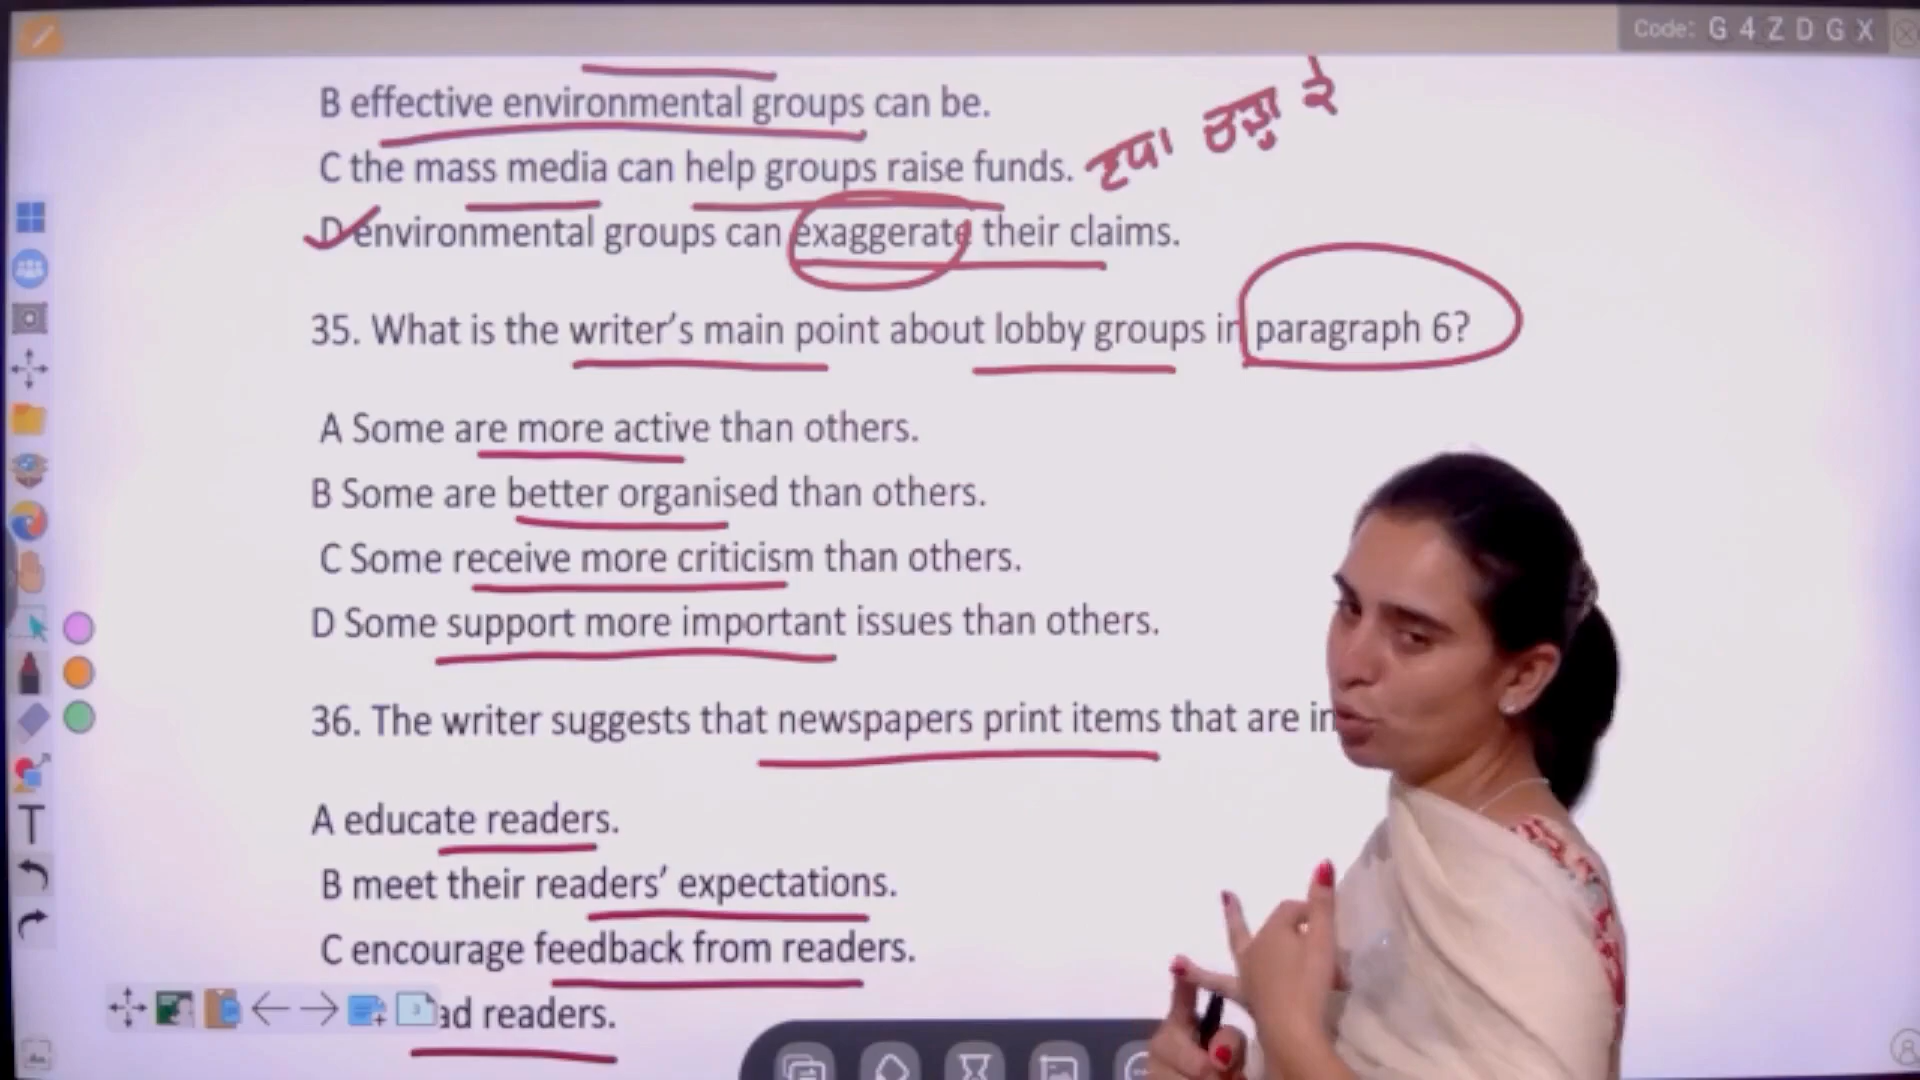 Code: G 4 Z D G X
B effective environmental groups can be.
C the mass media can help groups raise funds.
D environmental groups can exaggerate their claims.
35. What is the writer's main point about lobby groups in paragraph 6?
A Some are more active than others.
B Some are better organised than others.
C Some receive more criticism than others.
D Some support more important issues than others.
36. The writer suggests that newspapers print items that are in
A educate readers.
B meet their readers' expectations.
C encourage feedback from readers.
readers.